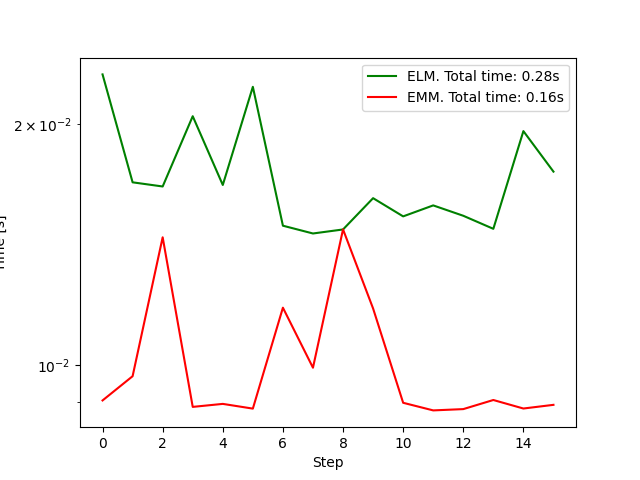 ELM. Total time: 0.28s
EMM. Total time: 0.16s
2 × 10⁻²
10⁻²
Time [s]
0 2 4 6 8 10 12 14
Step